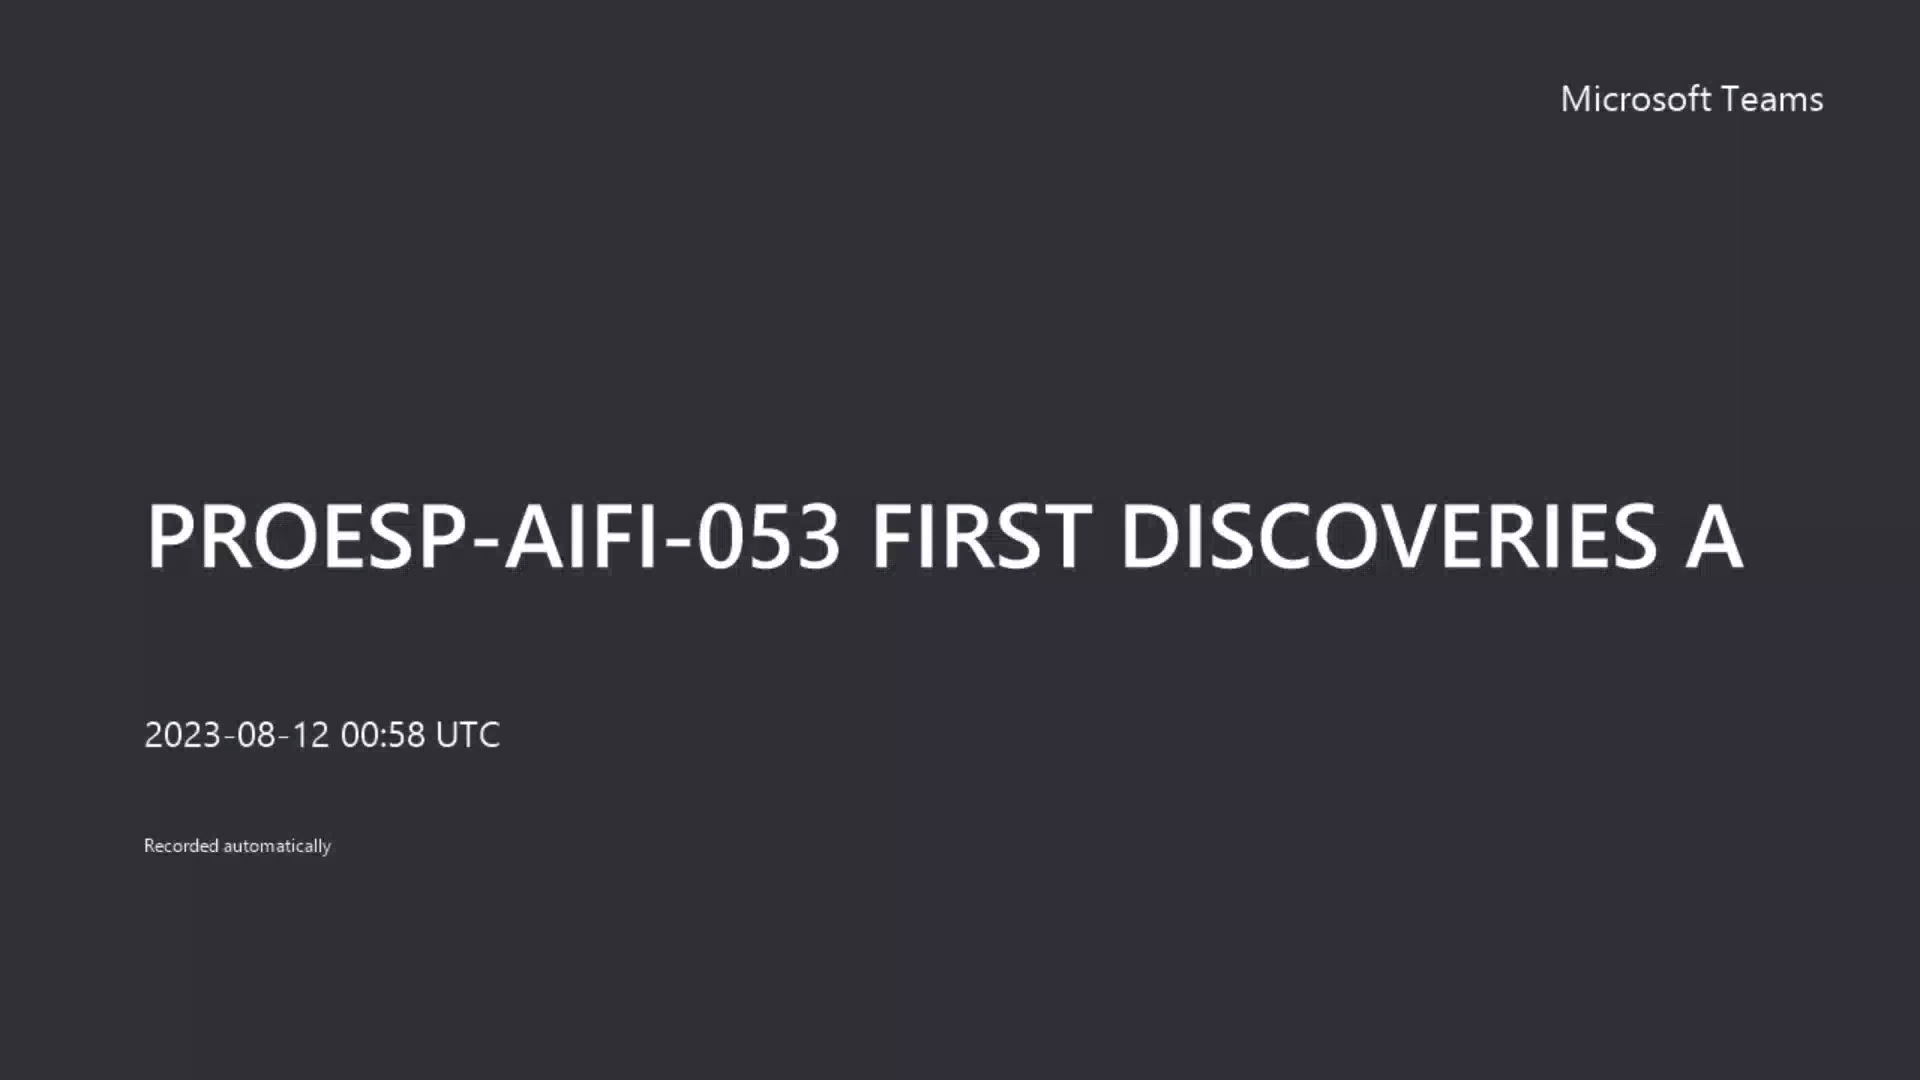 Microsoft Teams
PROESP-AIFI-053 FIRST DISCOVERIES A
2023-08-12 00:58 UTC
Recorded automatically